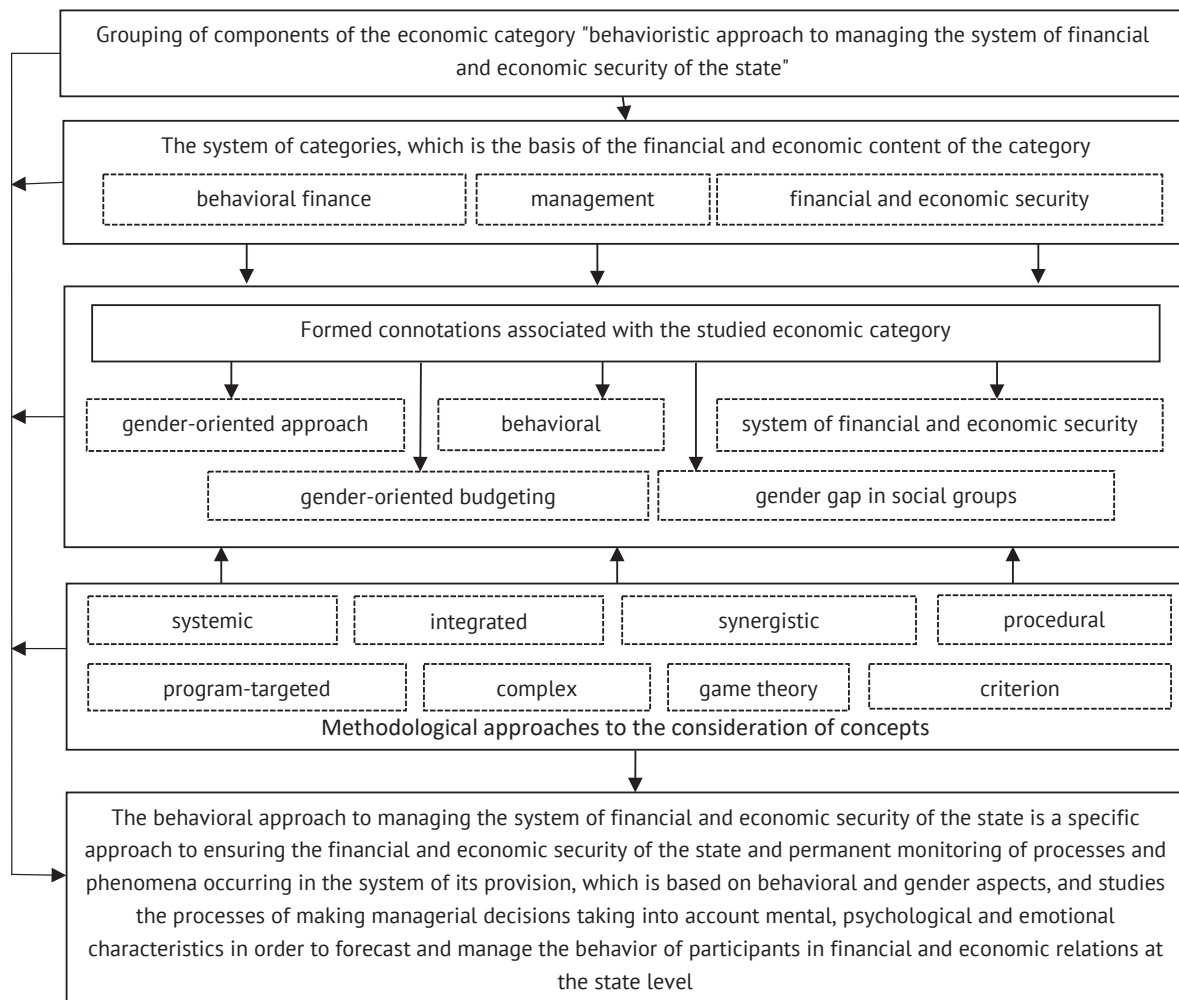 Grouping of components of the economic category "behavioristic approach to managing the system of financial
and economic security of the state"
The system of categories, which is the basis of the financial and economic content of the category
behavioral finance
management
financial and economic security
Formed connotations associated with the studied economic category
gender-oriented approach
behavioral
system of financial and economic security
gender-oriented budgeting
gender gap in social groups
systemic
integrated
synergistic
procedural
program-targeted
complex
game theory
criterion
Methodological approaches to the consideration of concepts
The behavioral approach to managing the system of financial and economic security of the state is a specific
approach to ensuring the financial and economic security of the state and permanent monitoring of processes and
phenomena occurring in the system of its provision, which is based on behavioral and gender aspects, and studies
the processes of making managerial decisions taking into account mental, psychological and emotional
characteristics in order to forecast and manage the behavior of participants in financial and economic relations at
the state level